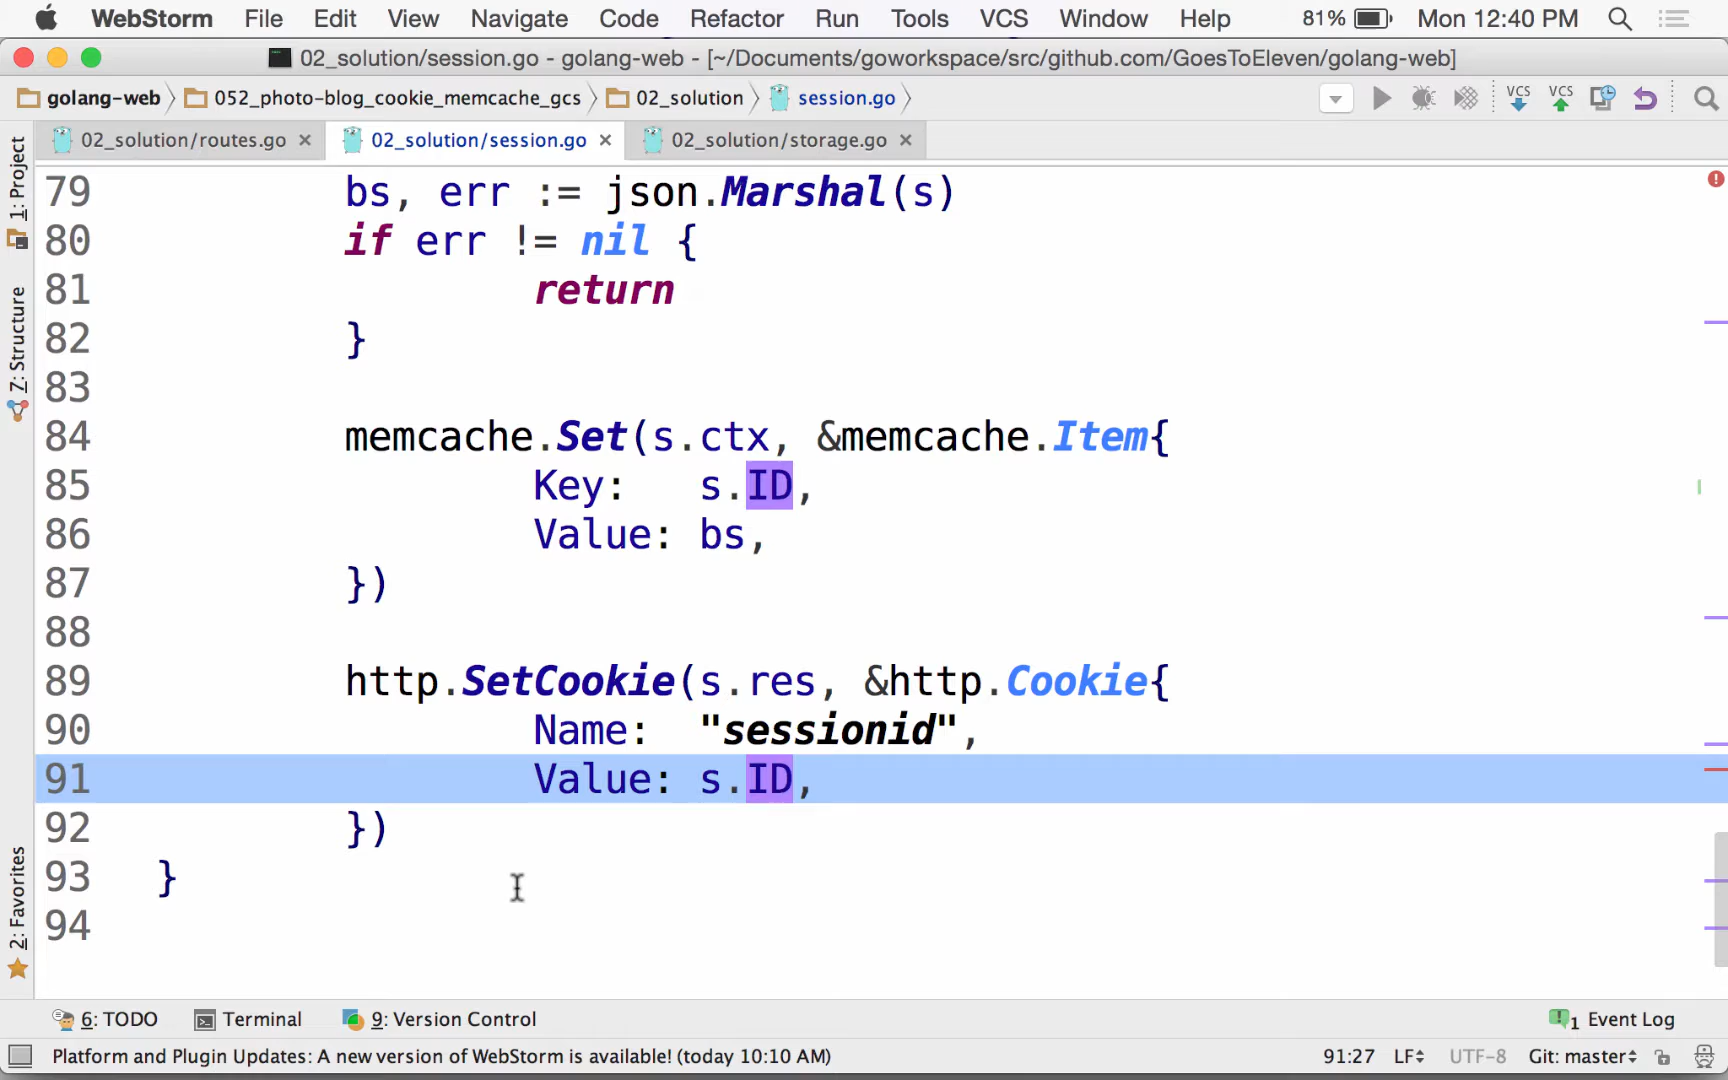 WebStorm File Edit View Navigate Code Refactor Run Tools VCS Window Help 81% Mon 12:40 PM
02_solution/session.go - golang-web - [~/Documents/goworkspace/src/github.com/GoesToEleven/golang-web]
golang-web 052_photo-blog_cookie_memcache_gcs 02_solution session.go VCS VCS
02_solution/routes.go 02_solution/session.go 02_solution/storage.go
1: Project
7: Structure
2: Favorites
79 bs, err := json.Marshal(s)
80 if err != nil {
81 return
82 }
83
84 memcache.Set(s.ctx, &memcache.Item{
85 Key: s.ID,
86 Value: bs,
87 })
88
89 http.SetCookie(s.res, &http.Cookie{
90 Name: "sessionid",
91 Value: s.ID,
92 })
93 }
94
6: TODO Terminal 9: Version Control 1 Event Log
Platform and Plugin Updates: A new version of WebStorm is available! (today 10:10 AM) 91:27 LF UTF-8 Git: master